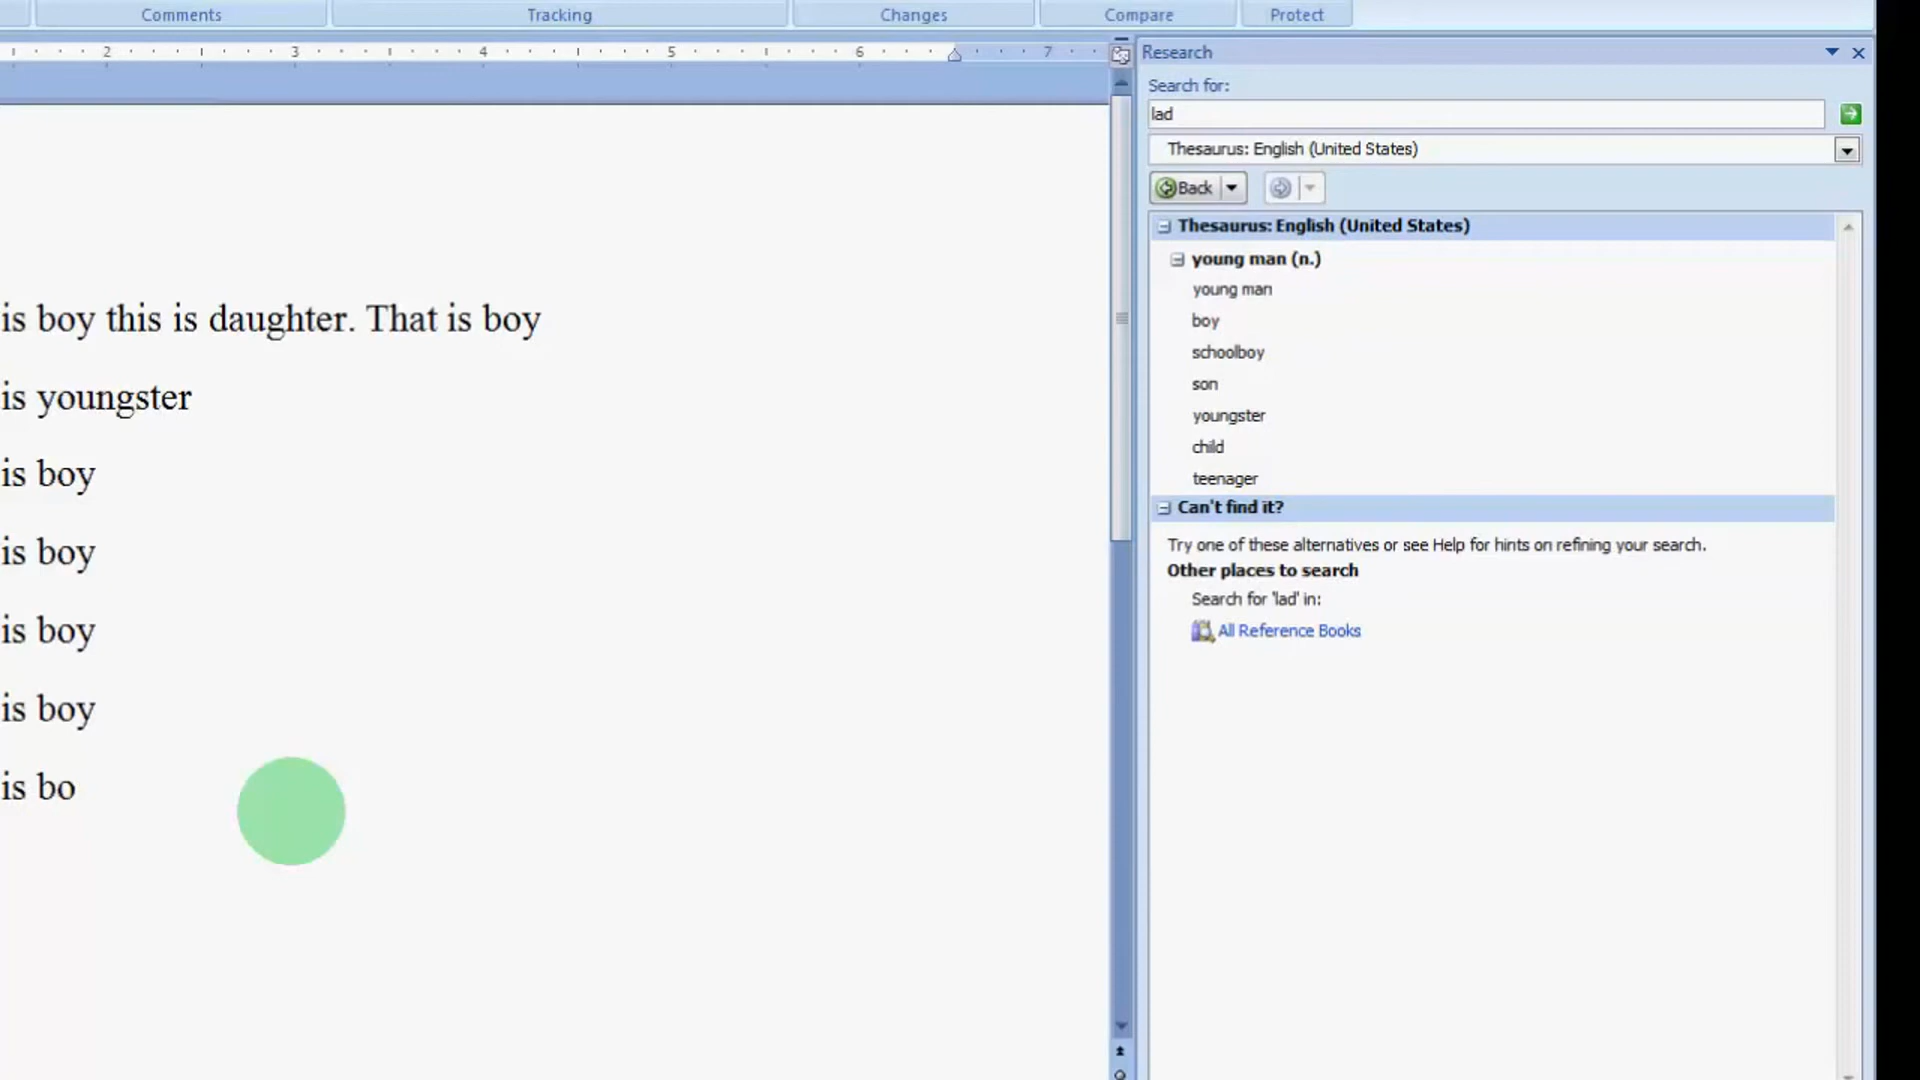 Comments Tracking Changes Compare Protect
2 3 4 5 6 7
is boy this is daughter. That is boy
is youngster
is boy
is boy
is boy
is boy
is bo
Research
Search for:
lad
Thesaurus: English (United States)
Back
Thesaurus: English (United States)
young man (n.)
young man
boy
schoolboy
son
youngster
child
teenager
Can't find it?
Try one of these alternatives or see Help for hints on refining your search.
Other places to search
Search for 'lad' in:
All Reference Books